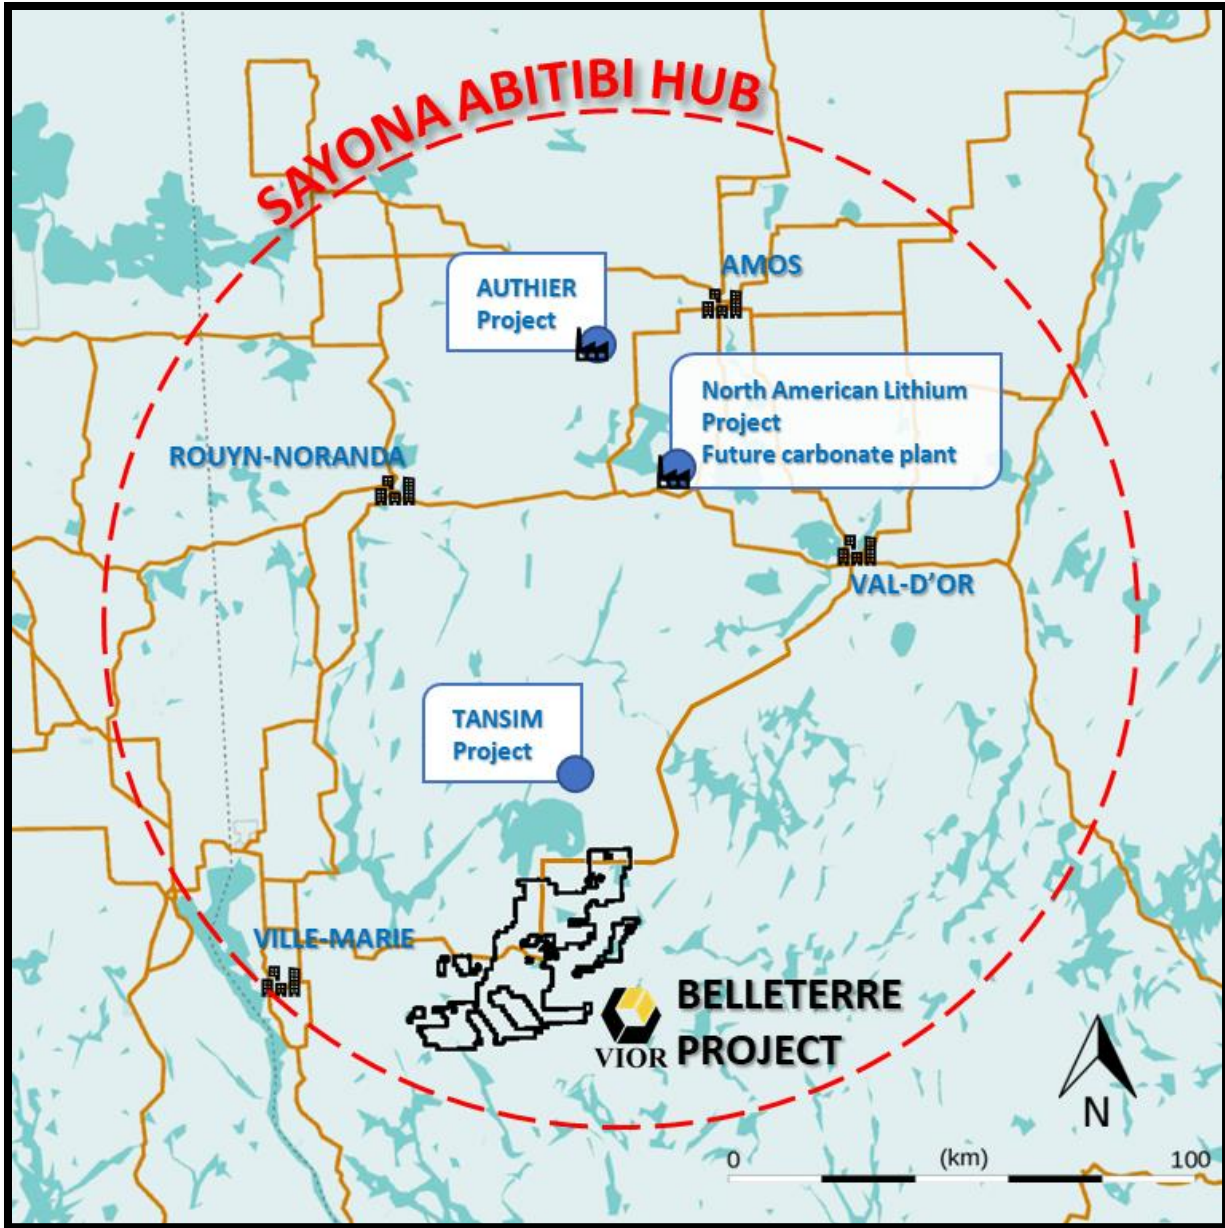 SAYONA ABITIBI HUB
AMOS
AUTHIER
Project
North American Lithium
Project
Future carbonate plant
ROUYN-NORANDA
VAL-D'OR
TANSIM
Project
VILLE-MARIE
BELLETERRE
PROJECT
VIOR
N
0 (km) 100